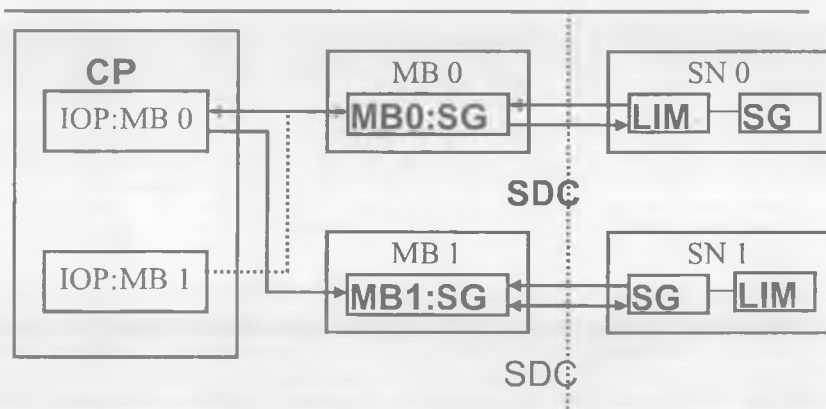 CP
IOP:MB 0
IOP:MB 1
MB 0
MB0:SG
SDC
MB 1
MB1:SG
SDC
SN 0
LIM
SG
SN 1
SG
LIM